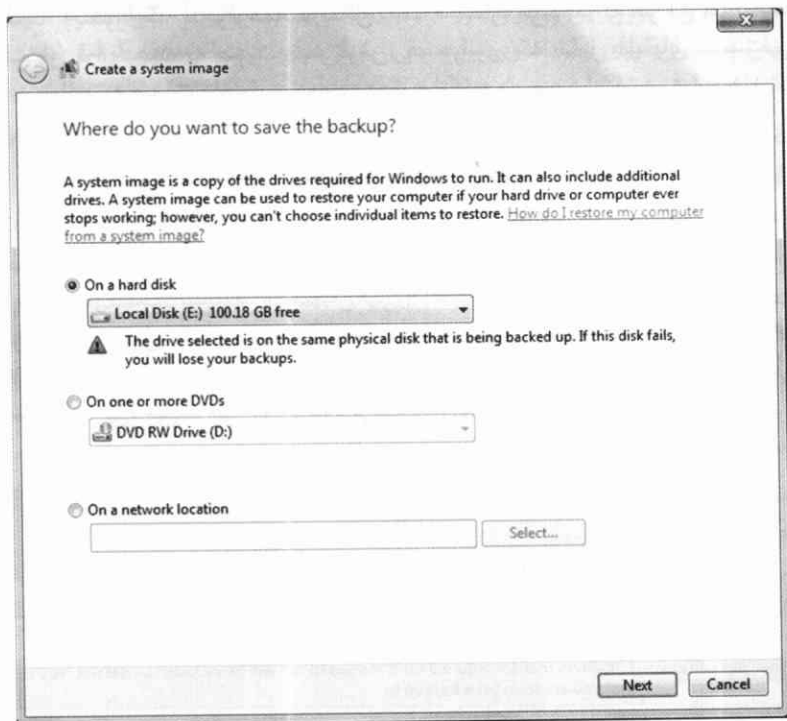 Create a system image
Where do you want to save the backup?
A system image is a copy of the drives required for Windows to run. It can also include additional
drives. A system image can be used to restore your computer if your hard drive or computer ever
stops working; however, you can't choose individual items to restore. How do I restore my computer
from a system image?
On a hard disk
Local Disk (E:) 100.18 GB free
The drive selected is on the same physical disk that is being backed up. If this disk fails,
you will lose your backups.
On one or more DVDs
DVD RW Drive (D:)
On a network location
Select...
Next Cancel